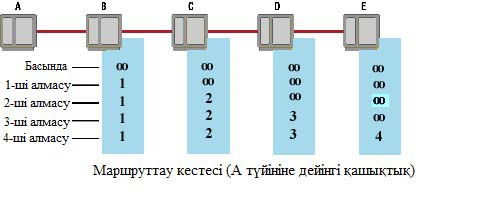 A B C D E
Басында ∞ ∞ ∞ ∞
1-ші алмасу 1 ∞ ∞ ∞
2-ші алмасу 1 2 ∞ ∞
3-ші алмасу 1 2 3 ∞
4-ші алмасу 1 2 3 4
Маршруттау кестесі (А түйініне дейінгі қашықтық)